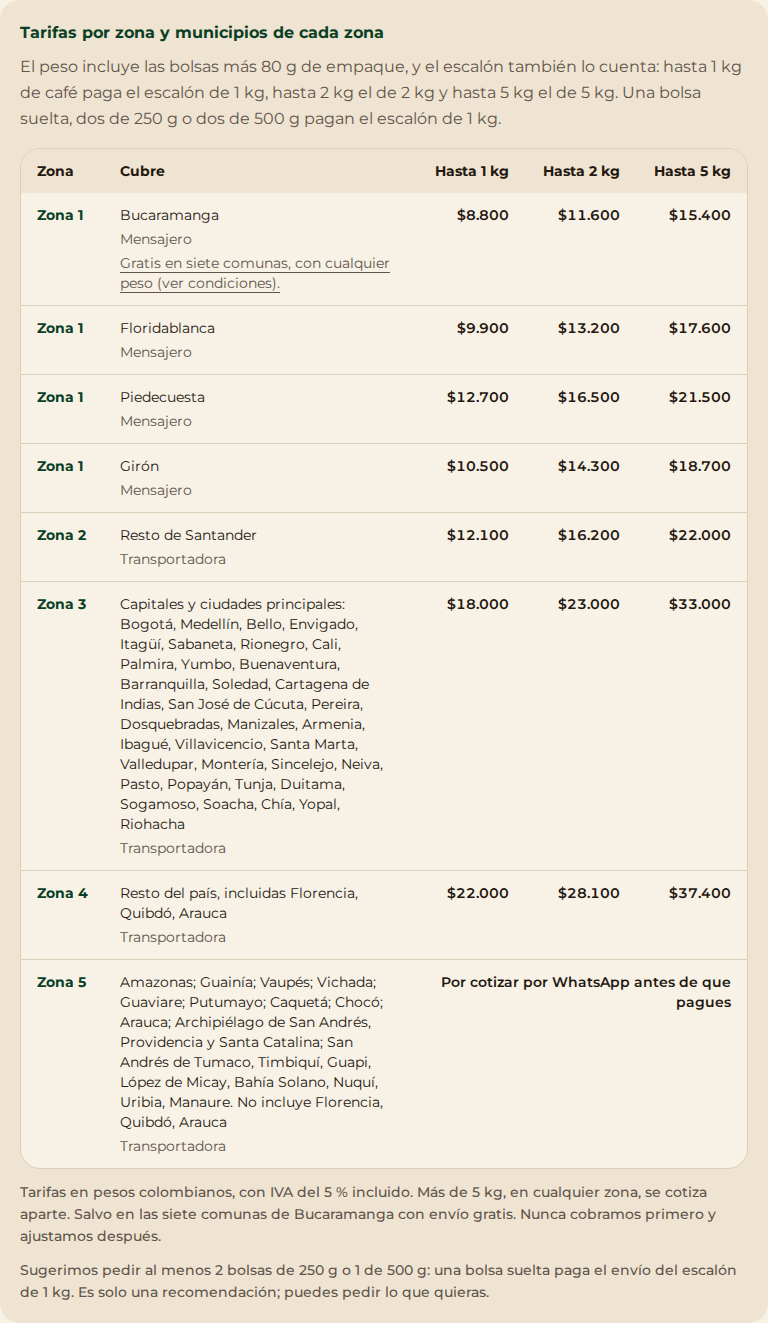 Tarifas por zona y municipios de cada zona
El peso incluye las bolsas más 80 g de empaque, y el escalón también lo cuenta: hasta 1 kg
de café paga el escalón de 1 kg, hasta 2 kg el de 2 kg y hasta 5 kg el de 5 kg. Una bolsa
suelta, dos de 250 g o dos de 500 g pagan el escalón de 1 kg.
Zona Cubre Hasta 1 kg Hasta 2 kg Hasta 5 kg
Zona 1 Bucaramanga $8.800 $11.600 $15.400
Mensajero
Gratis en siete comunas, con cualquier
peso (ver condiciones).
Zona 1 Floridablanca $9.900 $13.200 $17.600
Mensajero
Zona 1 Piedecuesta $12.700 $16.500 $21.500
Mensajero
Zona 1 Girón $10.500 $14.300 $18.700
Mensajero
Zona 2 Resto de Santander $12.100 $16.200 $22.000
Transportadora
Zona 3 Capitales y ciudades principales: $18.000 $23.000 $33.000
Bogotá, Medellín, Bello, Envigado,
Itagüí, Sabaneta, Rionegro, Cali,
Palmira, Yumbo, Buenaventura,
Barranquilla, Soledad, Cartagena de
Indias, San José de Cúcuta, Pereira,
Dosquebradas, Manizales, Armenia,
Ibagué, Villavicencio, Santa Marta,
Valledupar, Montería, Sincelejo, Neiva,
Pasto, Popayán, Tunja, Duitama,
Sogamoso, Soacha, Chía, Yopal,
Riohacha
Transportadora
Zona 4 Resto del país, incluidas Florencia, $22.000 $28.100 $37.400
Quibdó, Arauca
Transportadora
Zona 5 Amazonas; Guainía; Vaupés; Vichada; Por cotizar por WhatsApp antes de que
Guaviare; Putumayo; Caquetá; Chocó; pagues
Arauca; Archipiélago de San Andrés,
Providencia y Santa Catalina; San
Andrés de Tumaco, Timbiquí, Guapi,
López de Micay, Bahía Solano, Nuquí,
Uribia, Manaure. No incluye Florencia,
Quibdó, Arauca
Transportadora
Tarifas en pesos colombianos, con IVA del 5 % incluido. Más de 5 kg, en cualquier zona, se cotiza
aparte. Salvo en las siete comunas de Bucaramanga con envío gratis. Nunca cobramos primero y
ajustamos después.
Sugerimos pedir al menos 2 bolsas de 250 g o 1 de 500 g: una bolsa suelta paga el envío del escalón
de 1 kg. Es solo una recomendación; puedes pedir lo que quieras.